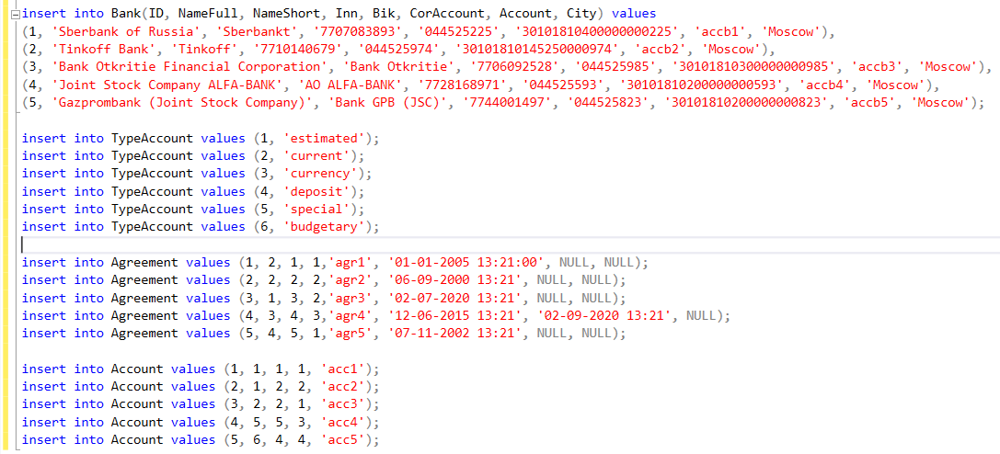 insert into Bank(ID, NameFull, NameShort, Inn, Bik, CorAccount, Account, City) values
(1, 'Sberbank of Russia', 'Sberbankt', '7707083893', '044525225', '30101810400000000225', 'accb1', 'Moscow'),
(2, 'Tinkoff Bank', 'Tinkoff', '7710140679', '044525974', '30101810145250000974', 'accb2', 'Moscow'),
(3, 'Bank Otkritie Financial Corporation', 'Bank Otkritie', '7706092528', '044525985', '30101810300000000985', 'accb3', 'Moscow'),
(4, 'Joint Stock Company ALFA-BANK', 'AO ALFA-BANK', '7728168971', '044525593', '30101810200000000593', 'accb4', 'Moscow'),
(5, 'Gazprombank (Joint Stock Company)', 'Bank GPB (JSC)', '7744001497', '044525823', '30101810200000000823', 'accb5', 'Moscow');
insert into TypeAccount values (1, 'estimated');
insert into TypeAccount values (2, 'current');
insert into TypeAccount values (3, 'currency');
insert into TypeAccount values (4, 'deposit');
insert into TypeAccount values (5, 'special');
insert into TypeAccount values (6, 'budgetary');
insert into Agreement values (1, 2, 1, 1,'agr1', '01-01-2005 13:21:00', NULL, NULL);
insert into Agreement values (2, 2, 2, 2,'agr2', '06-09-2000 13:21', NULL, NULL);
insert into Agreement values (3, 1, 3, 2,'agr3', '02-07-2020 13:21', NULL, NULL);
insert into Agreement values (4, 3, 4, 3,'agr4', '12-06-2015 13:21', '02-09-2020 13:21', NULL);
insert into Agreement values (5, 4, 5, 1,'agr5', '07-11-2002 13:21', NULL, NULL);
insert into Account values (1, 1, 1, 1, 'acc1');
insert into Account values (2, 1, 2, 2, 'acc2');
insert into Account values (3, 2, 2, 1, 'acc3');
insert into Account values (4, 5, 5, 3, 'acc4');
insert into Account values (5, 6, 4, 4, 'acc5');